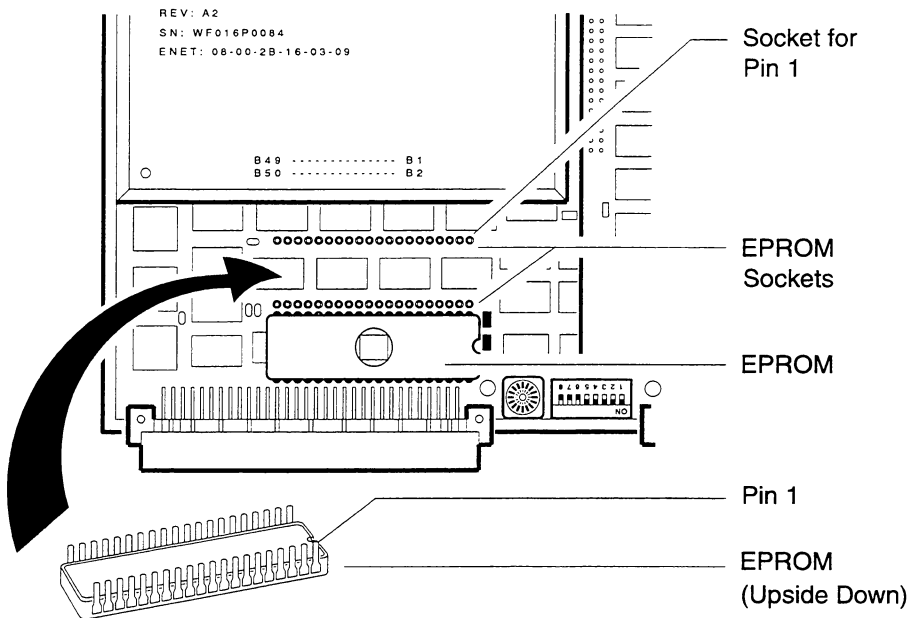 REV: A2
SN: WF016P0084
ENET: 08-00-2B-16-03-09
B49 ------------- B1
B50 ------------- B2
Socket for
Pin 1
EPROM
Sockets
EPROM
1 2 3 4 5 6 7 8
ON
Pin 1
EPROM
(Upside Down)